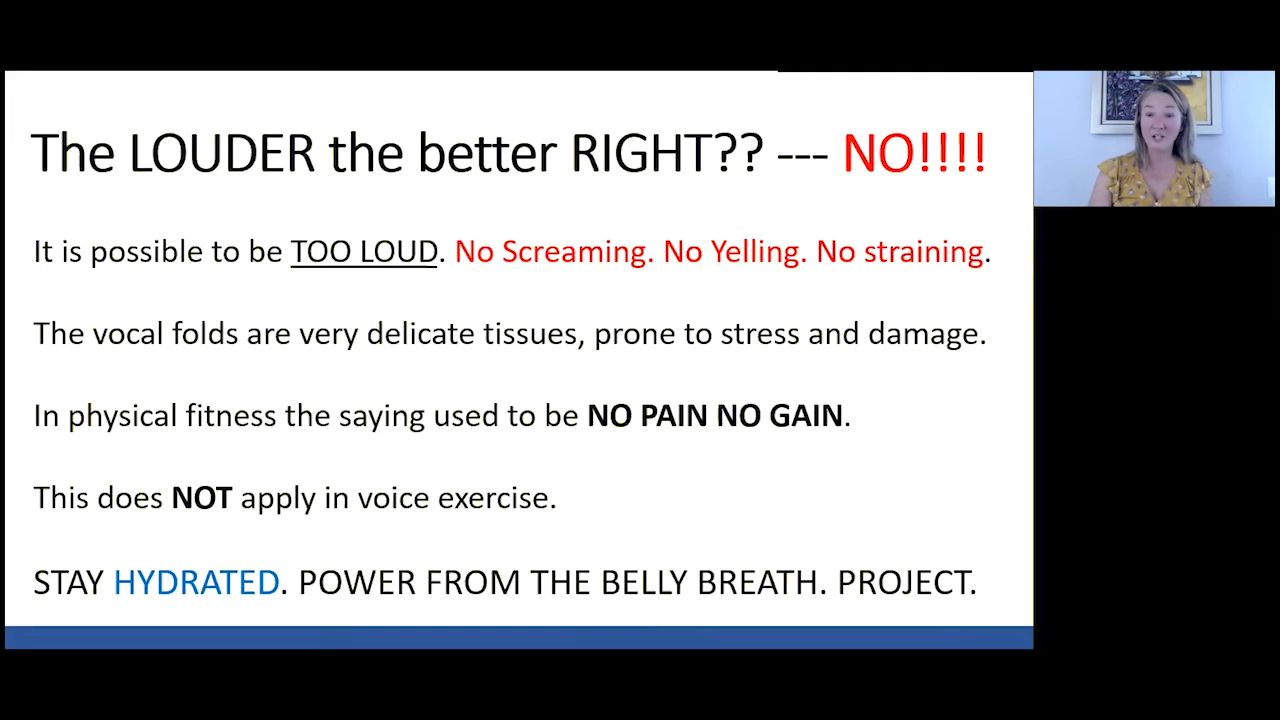 The LOUDER the better RIGHT?? --- NO!!!!
It is possible to be TOO LOUD. No Screaming. No Yelling. No straining.
The vocal folds are very delicate tissues, prone to stress and damage.
In physical fitness the saying used to be NO PAIN NO GAIN.
This does NOT apply in voice exercise.
STAY HYDRATED. POWER FROM THE BELLY BREATH. PROJECT.